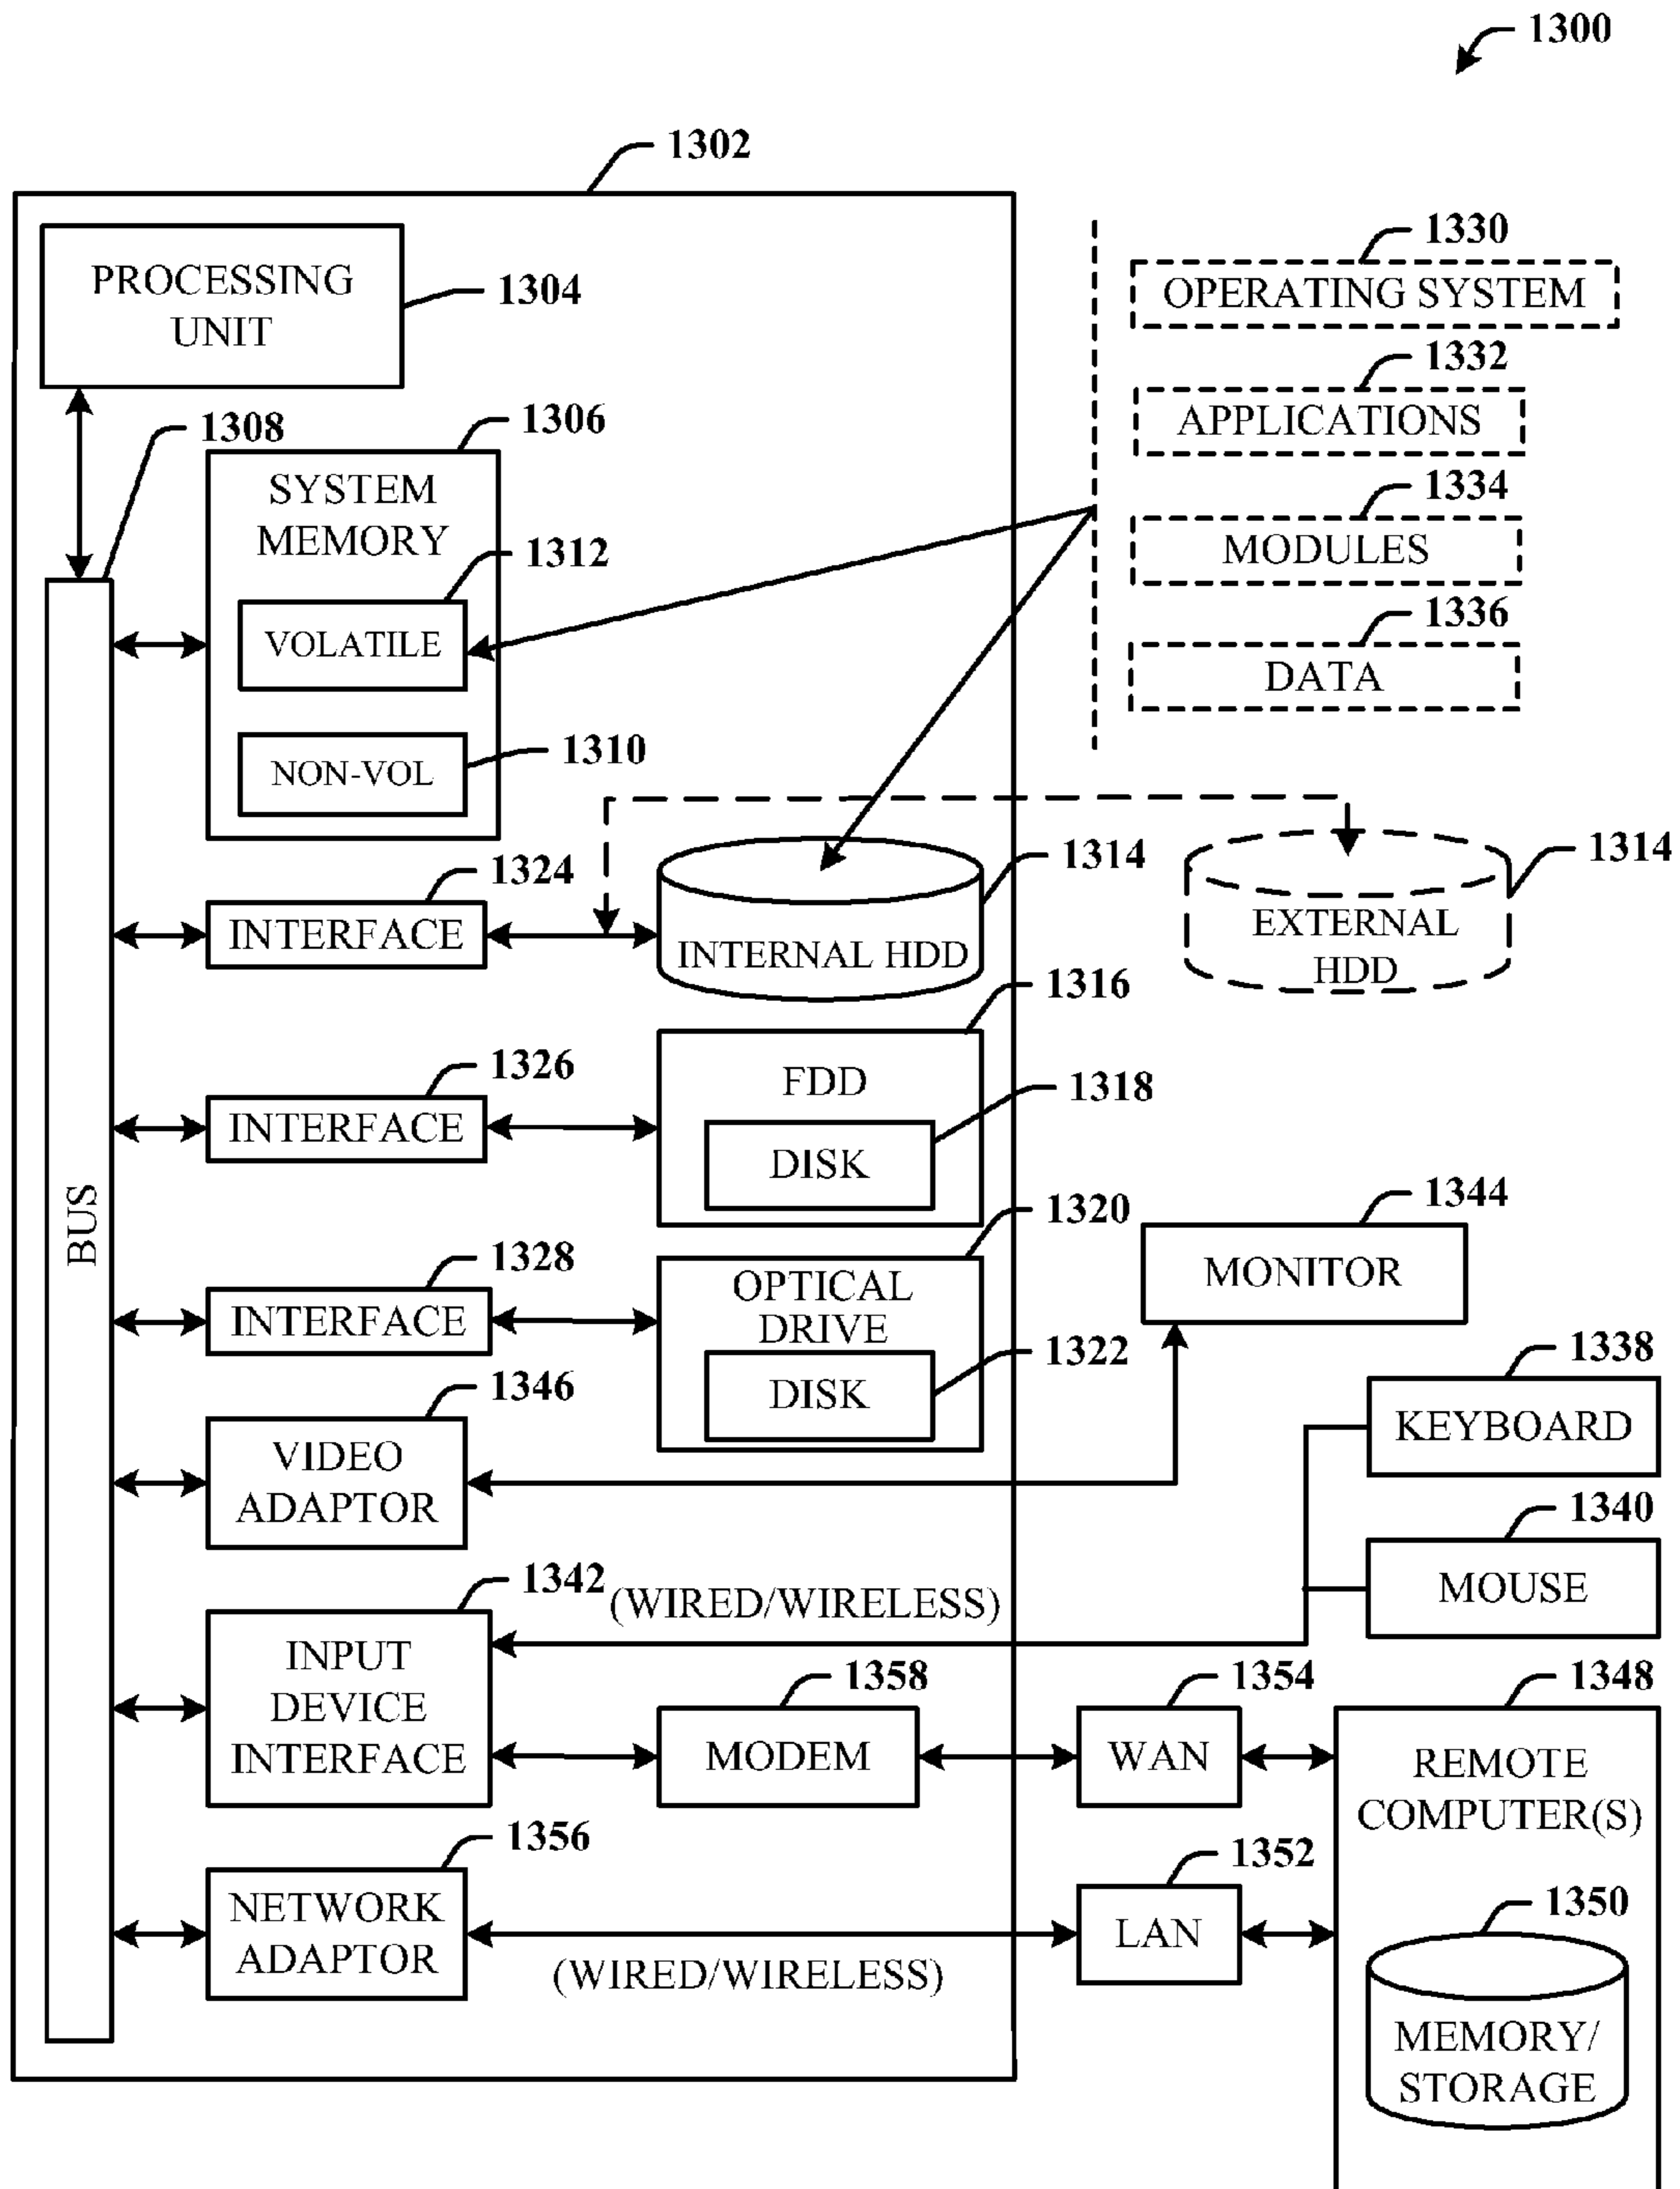 1300
1302
PROCESSING
UNIT
1304
1330
OPERATING SYSTEM
1332
APPLICATIONS
1334
MODULES
1336
DATA
1308
1306
SYSTEM
MEMORY
1312
VOLATILE
1310
NON-VOL
1324
INTERFACE
1314
INTERNAL HDD
1314
EXTERNAL
HDD
1316
FDD
1326
INTERFACE
1318
DISK
BUS
1320
OPTICAL
DRIVE
1328
INTERFACE
1322
DISK
1344
MONITOR
1346
VIDEO
ADAPTOR
1338
KEYBOARD
1340
MOUSE
1342
(WIRED/WIRELESS)
INPUT
DEVICE
INTERFACE
1358
MODEM
1354
WAN
1348
REMOTE
COMPUTER(S)
1356
NETWORK
ADAPTOR
(WIRED/WIRELESS)
1352
LAN
1350
MEMORY/
STORAGE